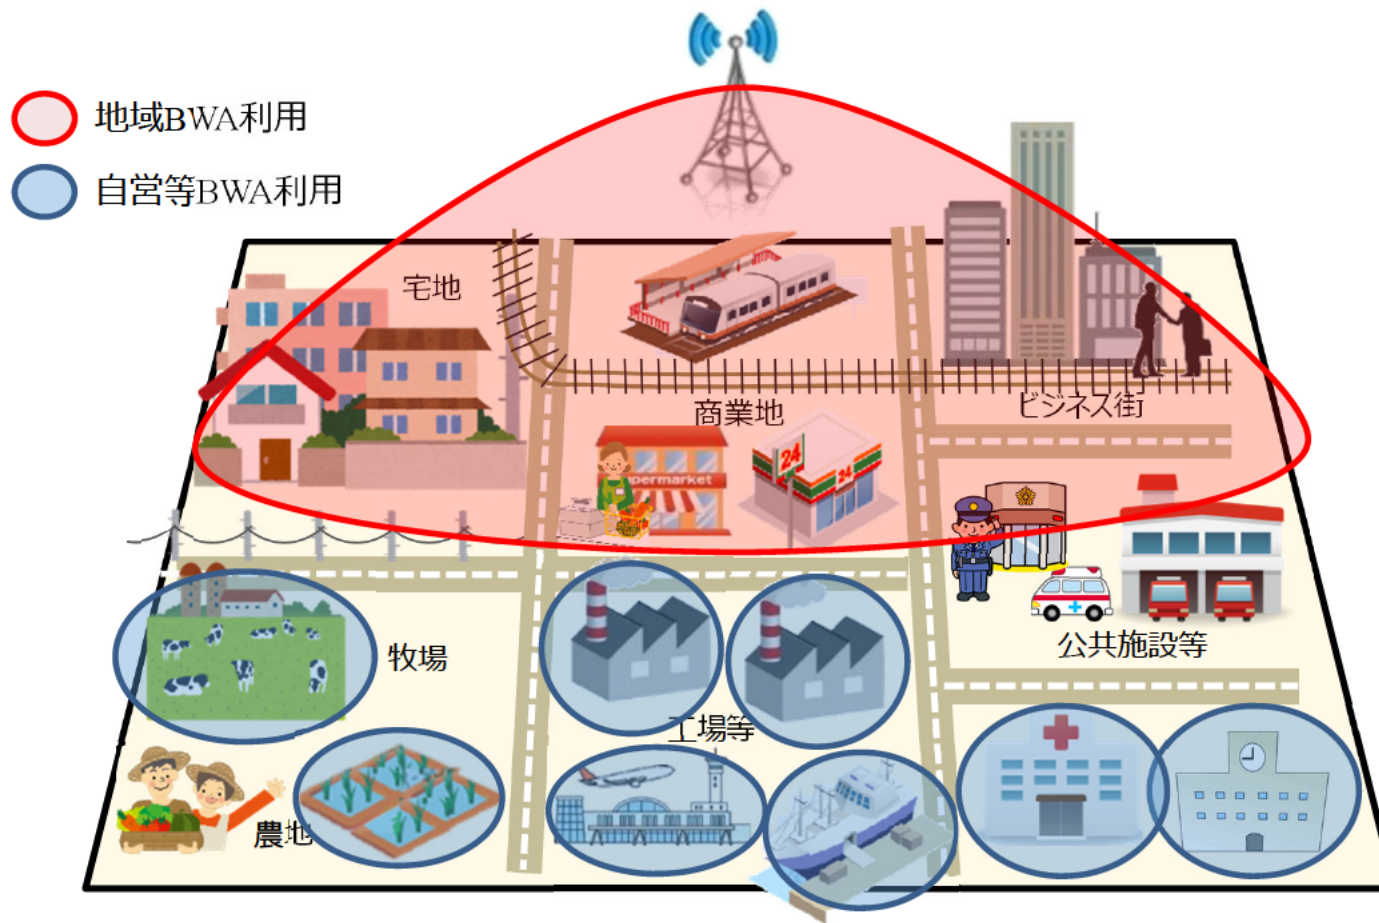 地域BWA利用
自営等BWA利用
宅地
商業地
ビジネス街
24
24
permarket
牧場
公共施設等
工場等
農地